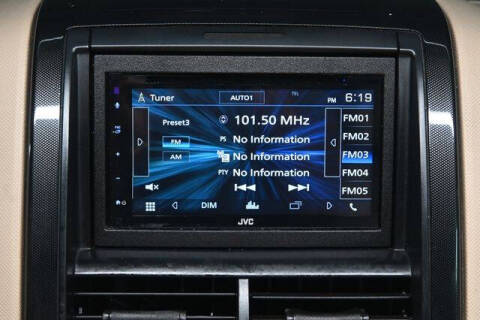 Tuner AUTO1 TEL PM 6:19
Preset3 101.50 MHz FM01
FM PS No Information FM02
AM No Information FM03
PTY No Information FM04
FM05
DIM
JVC